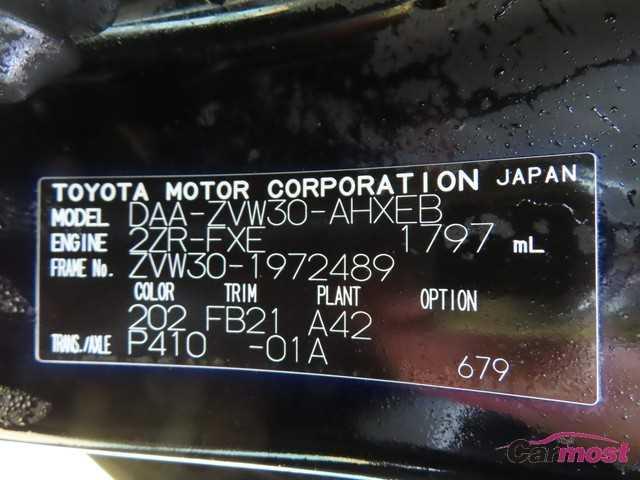 TOYOTA MOTOR CORPORATION JAPAN
MODEL DAA-ZVW30-AHXEB
ENGINE 2ZR-FXE 1797 mL
FRAME No. ZVW30-1972489
COLOR TRIM PLANT OPTION
202 FB21 A42
TRANS./AXLE P410 -01A
679
Carmost